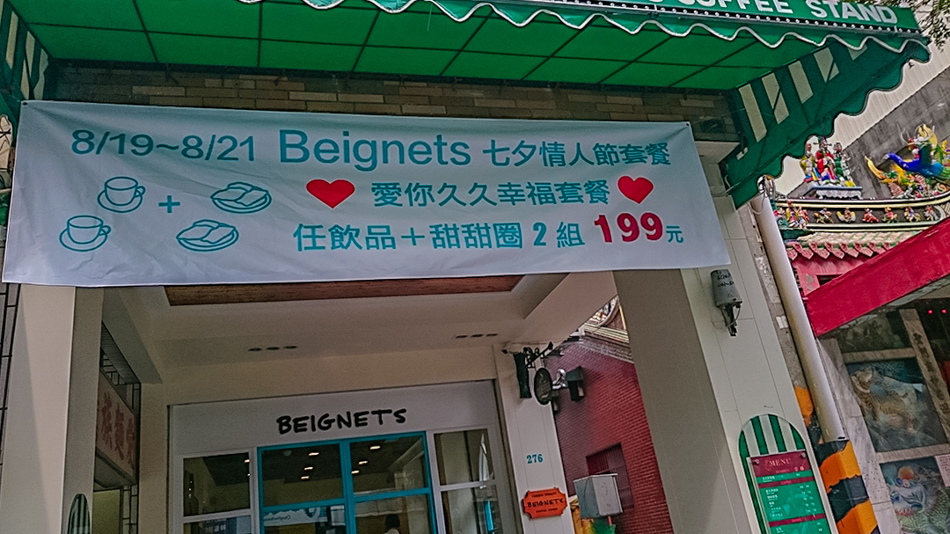 COFFEE STAND
8/19~8/21 Beignets 七夕情人節套餐
愛你久久幸福套餐
+
任飲品+甜甜圈 2 組 199元
BEIGNETS
276
BEIGNETS
MENU